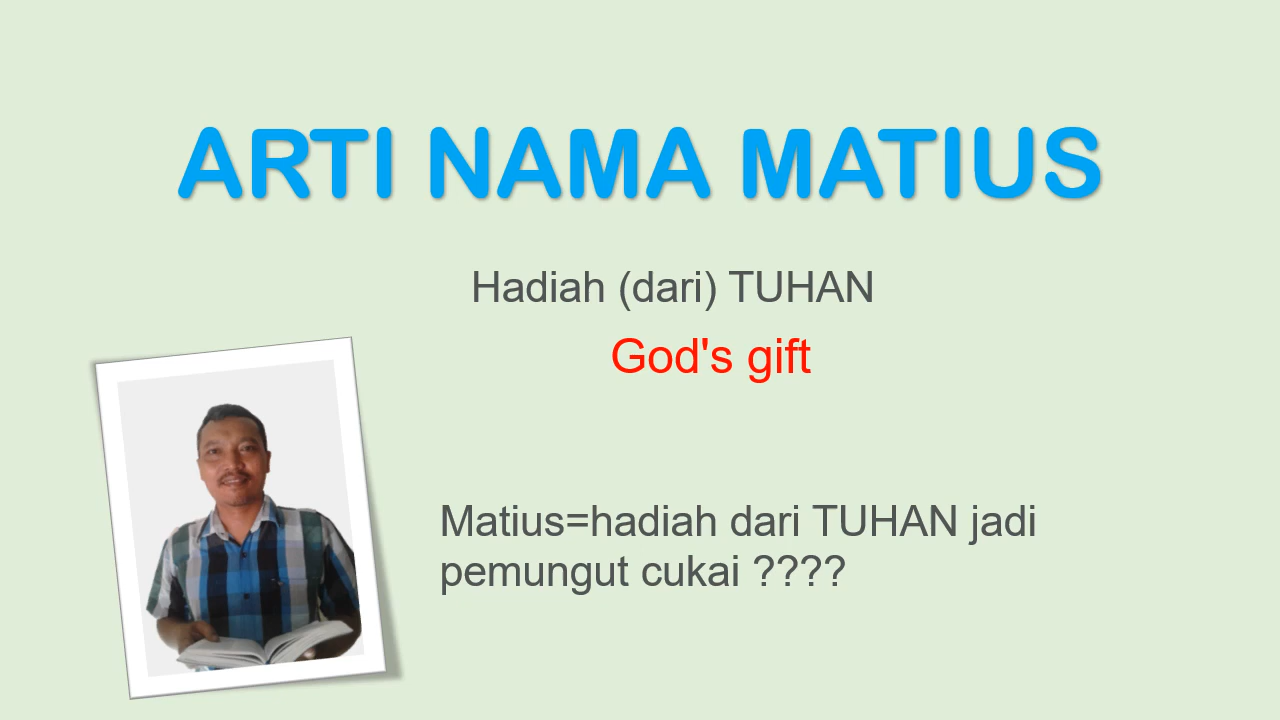 ARTI NAMA MATIUS
Hadiah (dari) TUHAN
God's gift
Matius=hadiah dari TUHAN jadi
pemungut cukai ????